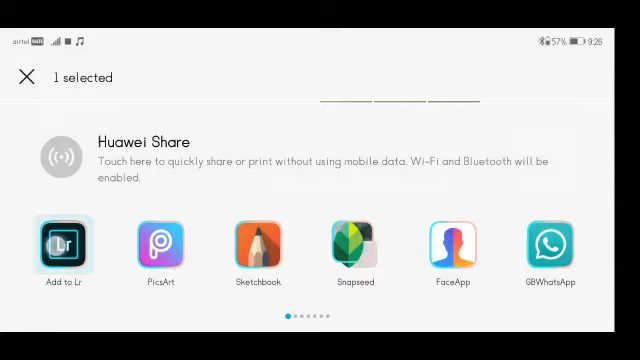 airtel WiFi 57% 9:26
1 selected
Huawei Share
Touch here to quickly share or print without using mobile data. Wi-Fi and Bluetooth will be
enabled.
Lr
Add to Lr PicsArt Sketchbook Snapseed FaceApp GBWhatsApp